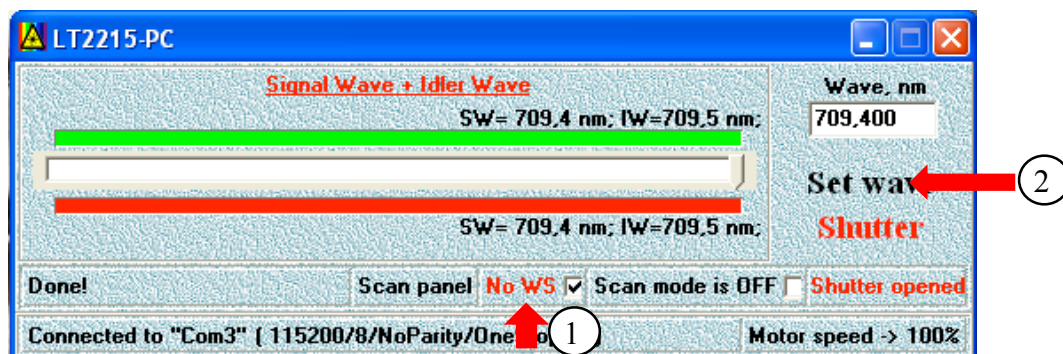 LT2215-PC
Signal Wave + Idler Wave
Wave, nm
SW= 709,4 nm; IW=709,5 nm;
709,400
Set wav
2
SW= 709,4 nm; IW=709,5 nm;
Shutter
Done! Scan panel No WS Scan mode is OFF Shutter opened
Connected to "Com3" ( 115200/8/NoParity/One
1
Motor speed -> 100%